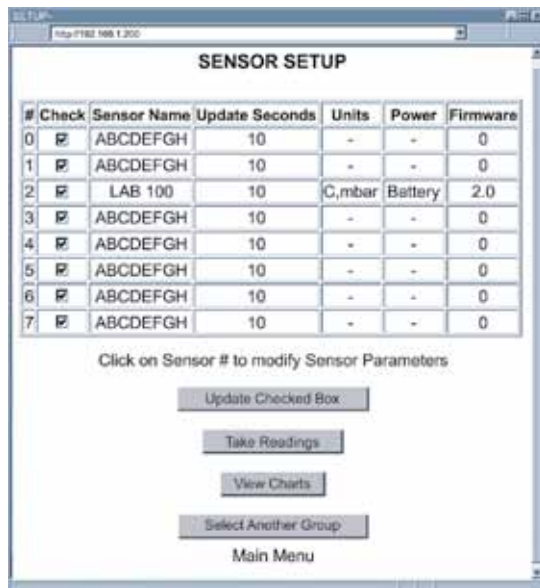 SETUP
http://192.168.1.200
SENSOR SETUP
# Check Sensor Name Update Seconds Units Power Firmware
0 ABCDEFGH 10 - - 0
1 ABCDEFGH 10 - - 0
2 LAB 100 10 C,mbar Battery 2.0
3 ABCDEFGH 10 - - 0
4 ABCDEFGH 10 - - 0
5 ABCDEFGH 10 - - 0
6 ABCDEFGH 10 - - 0
7 ABCDEFGH 10 - - 0
Click on Sensor # to modify Sensor Parameters
Update Checked Box
Take Readings
View Charts
Select Another Group
Main Menu